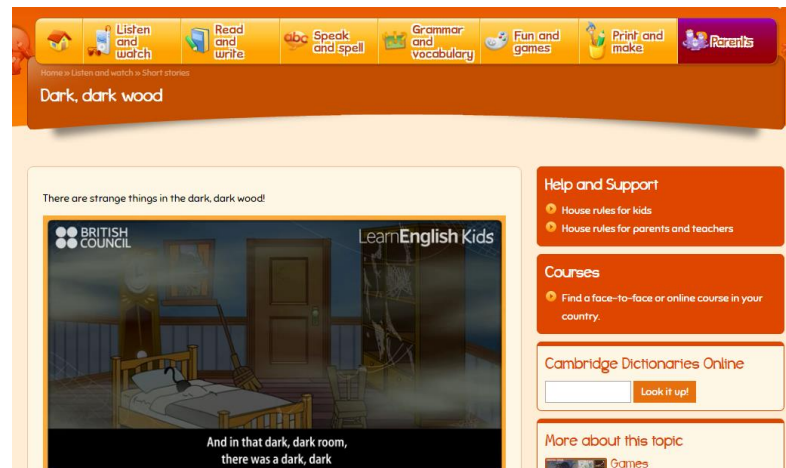 Listen
and
watch
Read
and
write
abc
Speak
and spell
Grammar
and
vocabulary
Fun and
games
Print and
make
Parents
Home » Listen and watch » Short stories
Dark, dark wood
There are strange things in the dark, dark wood!
BRITISH
COUNCIL
LearnEnglish Kids
And in that dark, dark room,
there was a dark, dark
Help and Support
House rules for kids
House rules for parents and teachers
Courses
Find a face-to-face or online course in your
country.
Cambridge Dictionaries Online
Look it up!
More about this topic
Games